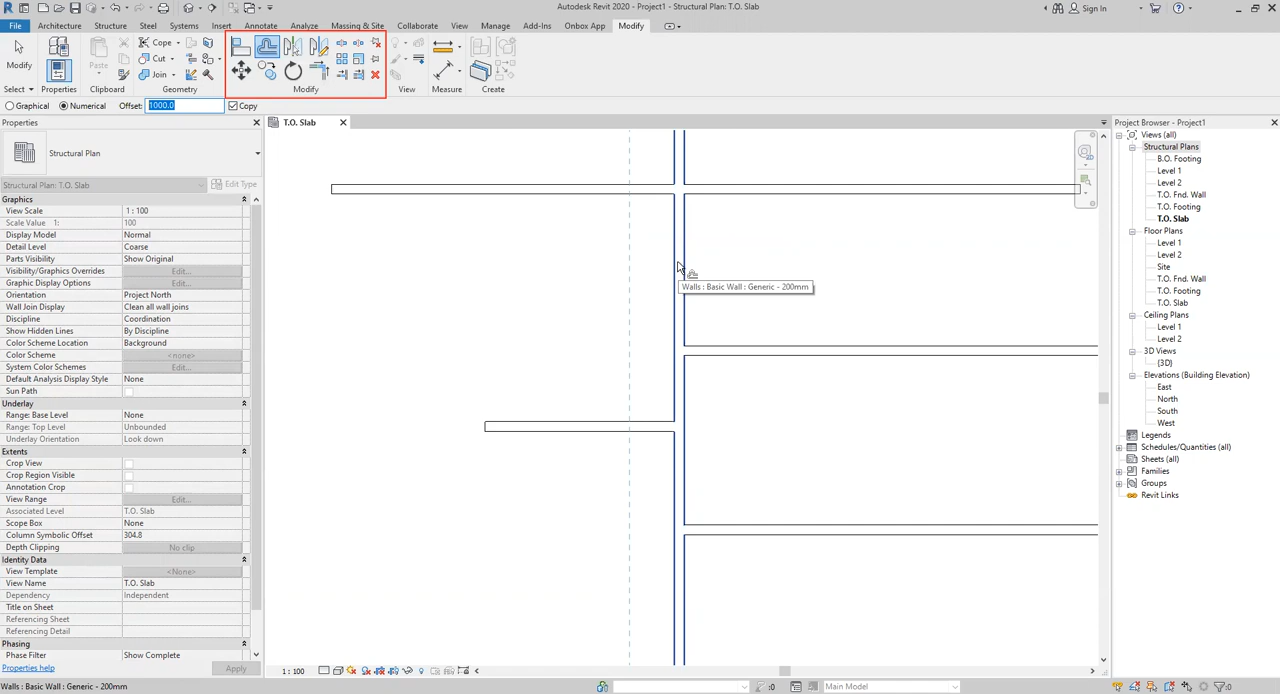 Autodesk Revit 2020 - Project1 - Structural Plan: T.O. Slab
Sign In
File Architecture Structure Steel Systems Insert Annotate Analyze Massing & Site Collaborate View Manage Add-Ins Onbox App Modify
Modify
Paste
Cope
Cut
Join
Select Properties Clipboard Geometry Modify View Measure Create
Graphical Numerical Offset: 1000.0 Copy
Properties
T.O. Slab
Project Browser - Project1
Structural Plan
Structural Plan: T.O. Slab Edit Type
Graphics
View Scale 1 : 100
Scale Value 1: 100
Display Model Normal
Detail Level Coarse
Parts Visibility Show Original
Visibility/Graphics Overrides Edit...
Graphic Display Options Edit...
Orientation Project North
Wall Join Display Clean all wall joins
Discipline Coordination
Show Hidden Lines By Discipline
Color Scheme Location Background
Color Scheme <none>
System Color Schemes Edit...
Default Analysis Display Style None
Sun Path
Underlay
Range: Base Level None
Range: Top Level Unbounded
Underlay Orientation Look down
Extents
Crop View
Crop Region Visible
Annotation Crop
View Range Edit...
Associated Level T.O. Slab
Scope Box None
Column Symbolic Offset 304.8
Depth Clipping No clip
Identity Data
View Template <None>
View Name T.O. Slab
Dependency Independent
Title on Sheet
Referencing Sheet
Referencing Detail
Phasing
Phase Filter Show Complete
Properties help Apply
Walls : Basic Wall : Generic - 200mm
Views (all)
Structural Plans
B.O. Footing
Level 1
Level 2
T.O. Fnd. Wall
T.O. Footing
T.O. Slab
Floor Plans
Level 1
Level 2
Site
T.O. Fnd. Wall
T.O. Footing
T.O. Slab
Ceiling Plans
Level 1
Level 2
3D Views
{3D}
Elevations (Building Elevation)
East
North
South
West
Legends
Schedules/Quantities (all)
Sheets (all)
Families
Groups
Revit Links
1 : 100
Walls : Basic Wall : Generic - 200mm
:0
Main Model
:0